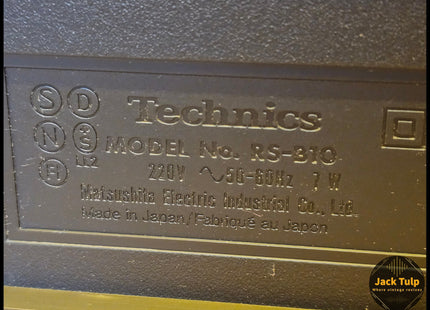 Technics
MODEL No. RS-310
220V ∿50-60Hz 7 W
Matsushita Electric Industrial Co., Ltd.
Made in Japan/Fabriqué au Japon
S D
N
Jack Tulp